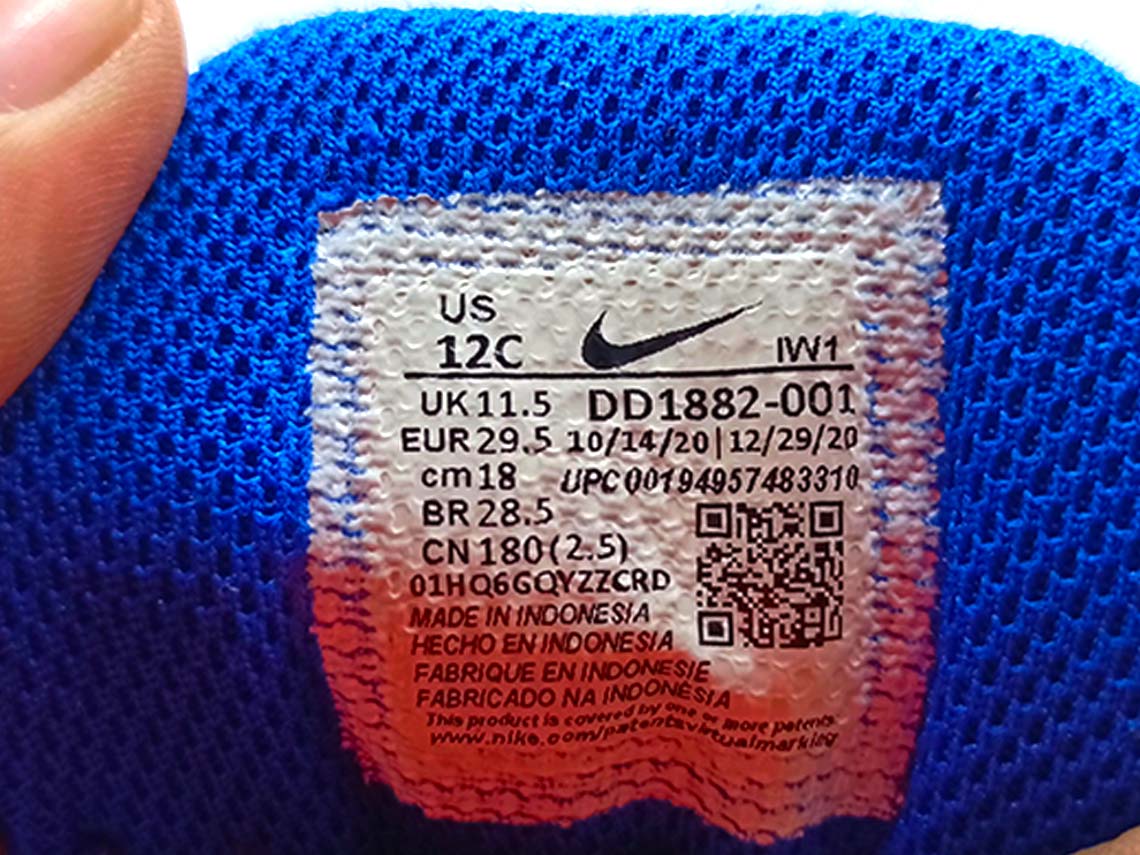 US
12C
IW1
UK 11.5 DD1882-001
EUR 29.5 10/14/20|12/29/20
cm 18 UPC 00194957483310
BR 28.5
CN 180(2.5)
01HQ6GQYZZCRD
MADE IN INDONESIA
HECHO EN INDONESIA
FABRIQUE EN INDONESIE
FABRICADO NA INDONÉSIA
This product is covered by one or more patents
www.nike.com/patentsvirtualmarking